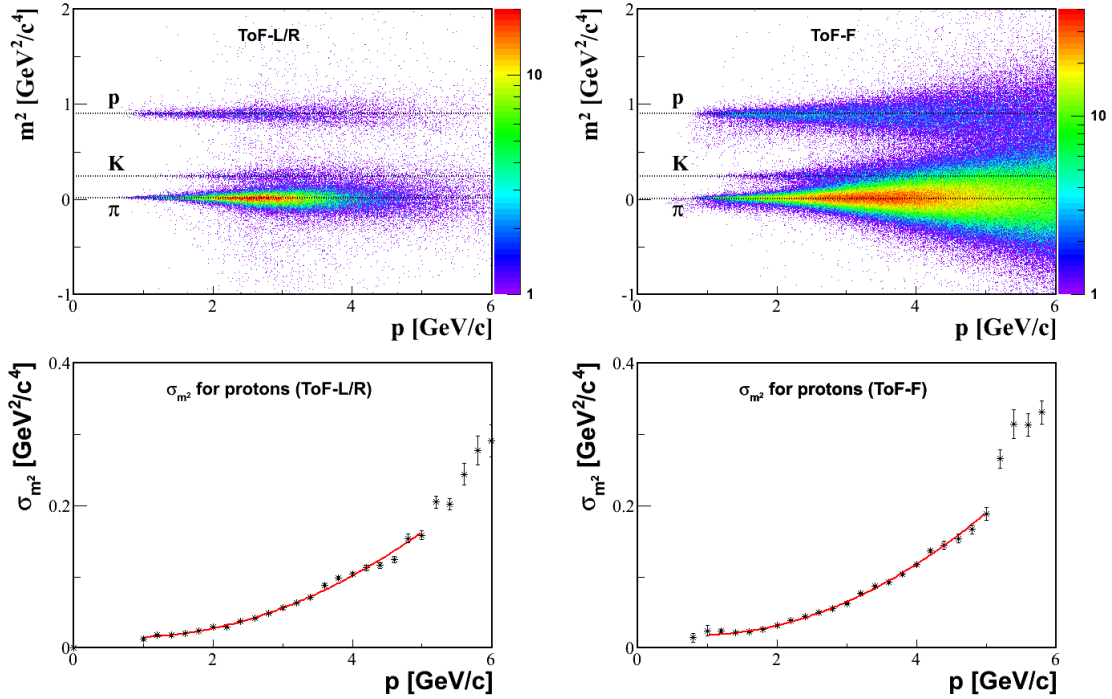 ToF-L/R
m² [GeV²/c⁴]
2
1
0
-1
p
K
π
0
2
4
6
p [GeV/c]
10
1
ToF-F
m² [GeV²/c⁴]
2
1
0
-1
p
K
π
0
2
4
6
p [GeV/c]
10
1
σm² for protons (ToF-L/R)
σm² [GeV²/c⁴]
0.4
0.2
0
0
2
4
6
p [GeV/c]
σm² for protons (ToF-F)
σm² [GeV²/c⁴]
0.4
0.2
0
0
2
4
6
p [GeV/c]